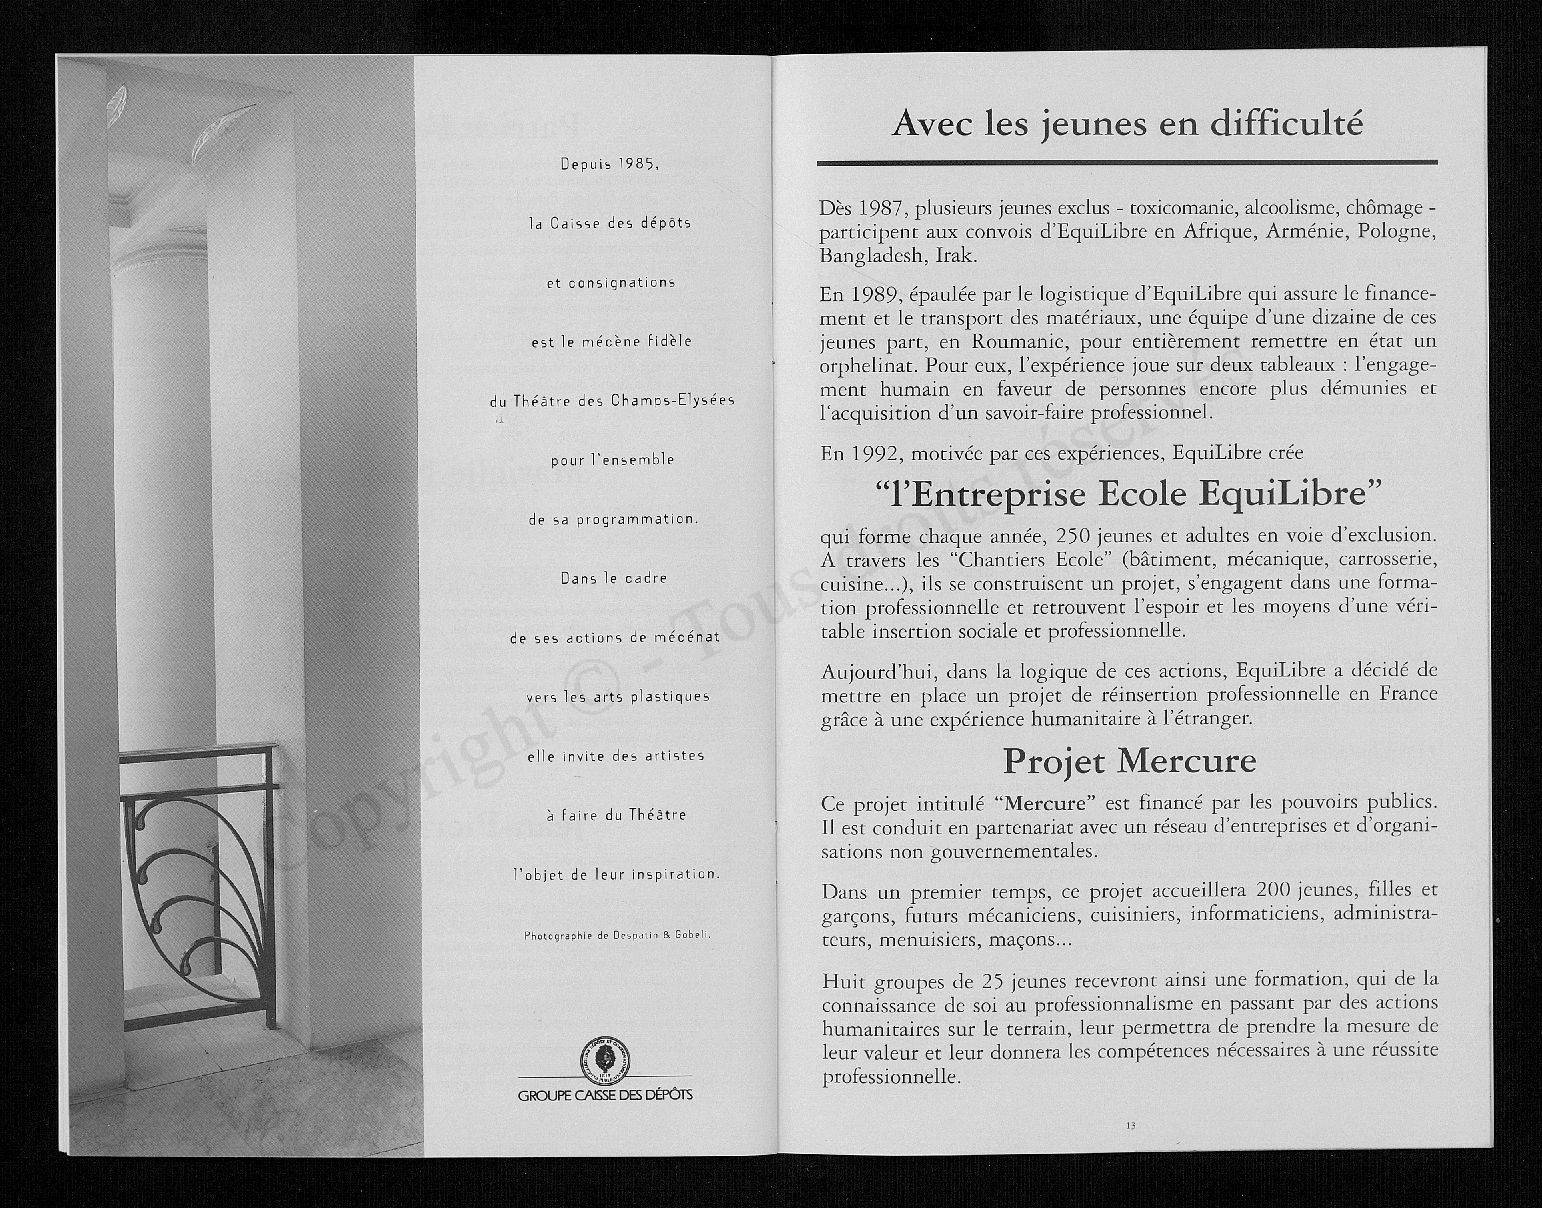 Depuis 1985,
la Caisse des dépôts
et consignations
est le mécène fidèle
du Théâtre des Champs-Elysées
pour l'ensemble
de sa programmation.
Dans le cadre
de ses actions de mécénat
vers les arts plastiques
elle invite des artistes
à faire du Théâtre
l'objet de leur inspiration.
Photographie de Despatin & Gobeli.
GROUPE CAISSE DES DÉPÔTS
Avec les jeunes en difficulté
Dès 1987, plusieurs jeunes exclus - toxicomanie, alcoolisme, chômage -
participent aux convois d'EquiLibre en Afrique, Arménie, Pologne,
Bangladesh, Irak.
En 1989, épaulée par le logistique d'EquiLibre qui assure le finance-
ment et le transport des matériaux, une équipe d'une dizaine de ces
jeunes part, en Roumanie, pour entièrement remettre en état un
orphelinat. Pour eux, l'expérience joue sur deux tableaux : l'engage-
ment humain en faveur de personnes encore plus démunies et
l'acquisition d'un savoir-faire professionnel.
En 1992, motivée par ces expériences, EquiLibre crée
“l'Entreprise Ecole EquiLibre”
qui forme chaque année, 250 jeunes et adultes en voie d'exclusion.
A travers les “Chantiers Ecole” (bâtiment, mécanique, carrosserie,
cuisine...), ils se construisent un projet, s'engagent dans une forma-
tion professionnelle et retrouvent l'espoir et les moyens d'une véri-
table insertion sociale et professionnelle.
Aujourd'hui, dans la logique de ces actions, EquiLibre a décidé de
mettre en place un projet de réinsertion professionnelle en France
grâce à une expérience humanitaire à l'étranger.
Projet Mercure
Ce projet intitulé “Mercure” est financé par les pouvoirs publics.
Il est conduit en partenariat avec un réseau d'entreprises et d'organi-
sations non gouvernementales.
Dans un premier temps, ce projet accueillera 200 jeunes, filles et
garçons, futurs mécaniciens, cuisiniers, informaticiens, administra-
teurs, menuisiers, maçons...
Huit groupes de 25 jeunes recevront ainsi une formation, qui de la
connaissance de soi au professionnalisme en passant par des actions
humanitaires sur le terrain, leur permettra de prendre la mesure de
leur valeur et leur donnera les compétences nécessaires à une réussite
professionnelle.
13
Copyright © - Tous droits réservés